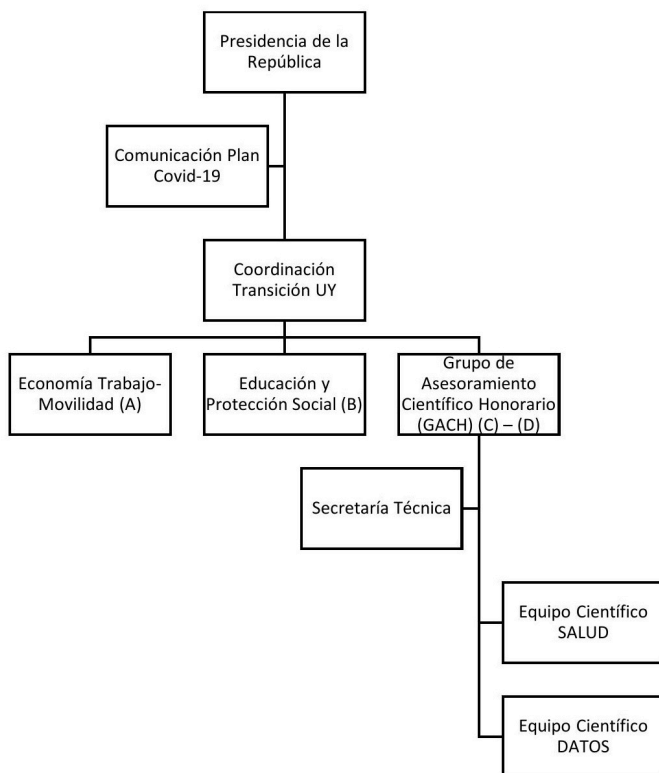 Presidencia de la
República
Comunicación Plan
Covid-19
Coordinación
Transición UY
Economía Trabajo-
Movilidad (A)
Educación y
Protección Social (B)
Grupo de
Asesoramiento
Científico Honorario
(GACH) (C) – (D)
Secretaría Técnica
Equipo Científico
SALUD
Equipo Científico
DATOS